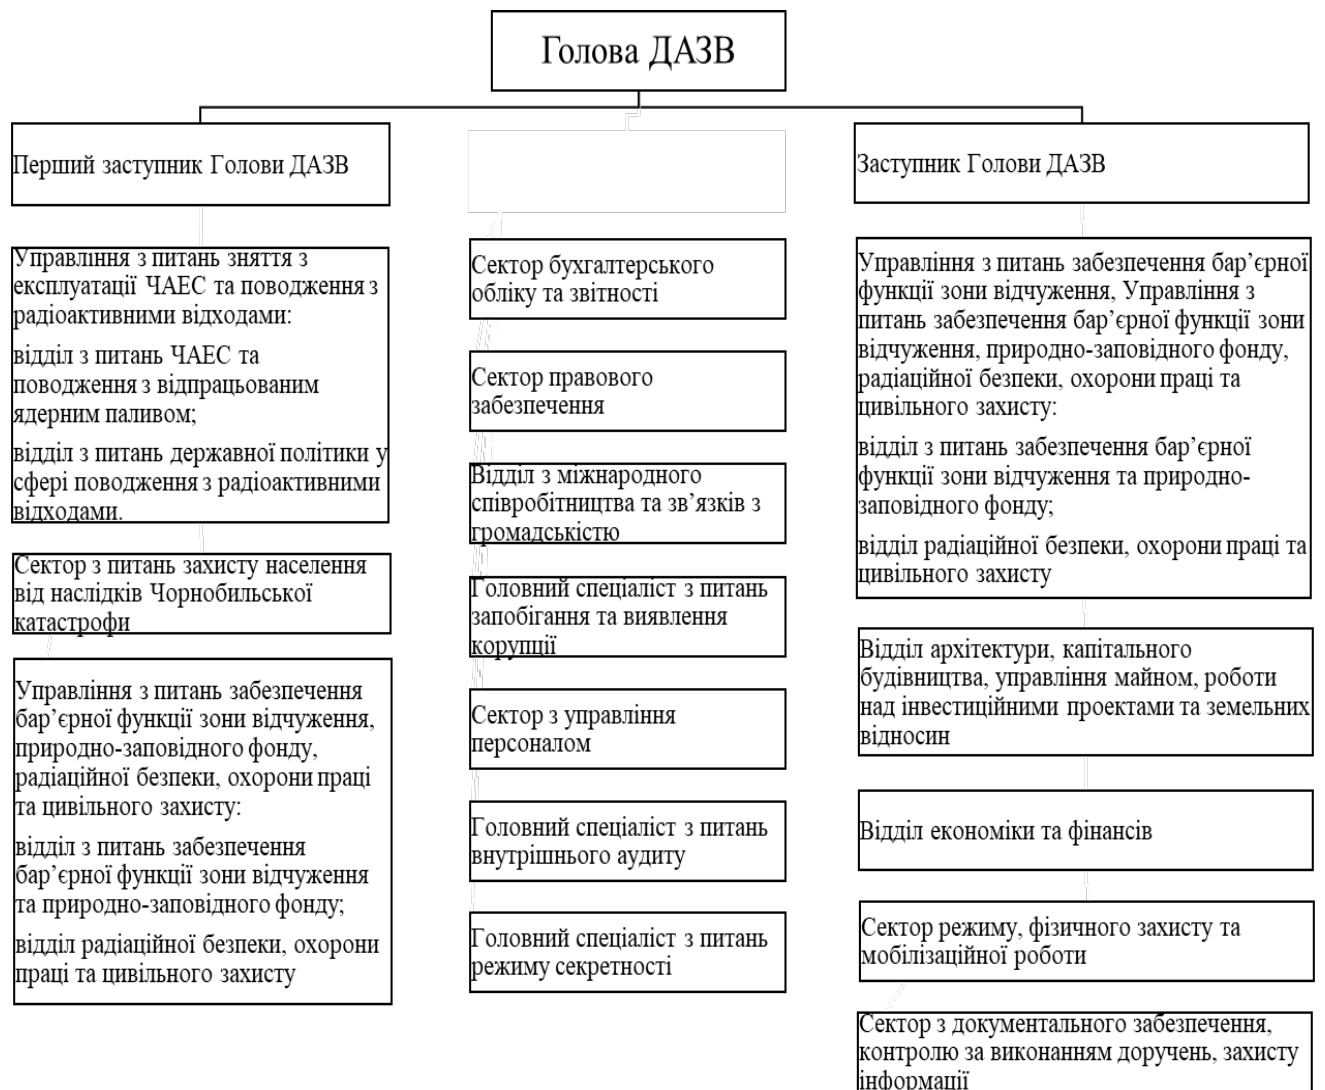 Голова ДАЗВ
Перший заступник Голови ДАЗВ
Управління з питань зняття з
експлуатації ЧАЕС та поводження з
радіоактивними відходами:
відділ з питань ЧАЕС та
поводження з відпрацьованим
ядерним паливом;
відділ з питань державної політики у
сфері поводження з радіоактивними
відходами.
Сектор з питань захисту населення
від наслідків Чорнобильської
катастрофи
Управління з питань забезпечення
бар’єрної функції зони відчуження,
природно-заповідного фонду,
радіаційної безпеки, охорони праці
та цивільного захисту:
відділ з питань забезпечення
бар’єрної функції зони відчуження
та природно-заповідного фонду;
відділ радіаційної безпеки, охорони
праці та цивільного захисту
Сектор бухгалтерського
обліку та звітності
Сектор правового
забезпечення
Відділ з міжнародного
співробітництва та зв’язків з
громадськістю
Головний спеціаліст з питань
запобігання та виявлення
корупції
Сектор з управління
персоналом
Головний спеціаліст з питань
внутрішнього аудиту
Головний спеціаліст з питань
режиму секретності
Заступник Голови ДАЗВ
Управління з питань забезпечення бар’єрної
функції зони відчуження, Управління з
питань забезпечення бар’єрної функції зони
відчуження, природно-заповідного фонду,
радіаційної безпеки, охорони праці та
цивільного захисту:
відділ з питань забезпечення бар’єрної
функції зони відчуження та природно-
заповідного фонду;
відділ радіаційної безпеки, охорони праці та
цивільного захисту
Відділ архітектури, капітального
будівництва, управління майном, роботи
над інвестиційними проектами та земельних
відносин
Відділ економіки та фінансів
Сектор режиму, фізичного захисту та
мобілізаційної роботи
Сектор з документального забезпечення,
контролю за виконанням доручень, захисту
інформації